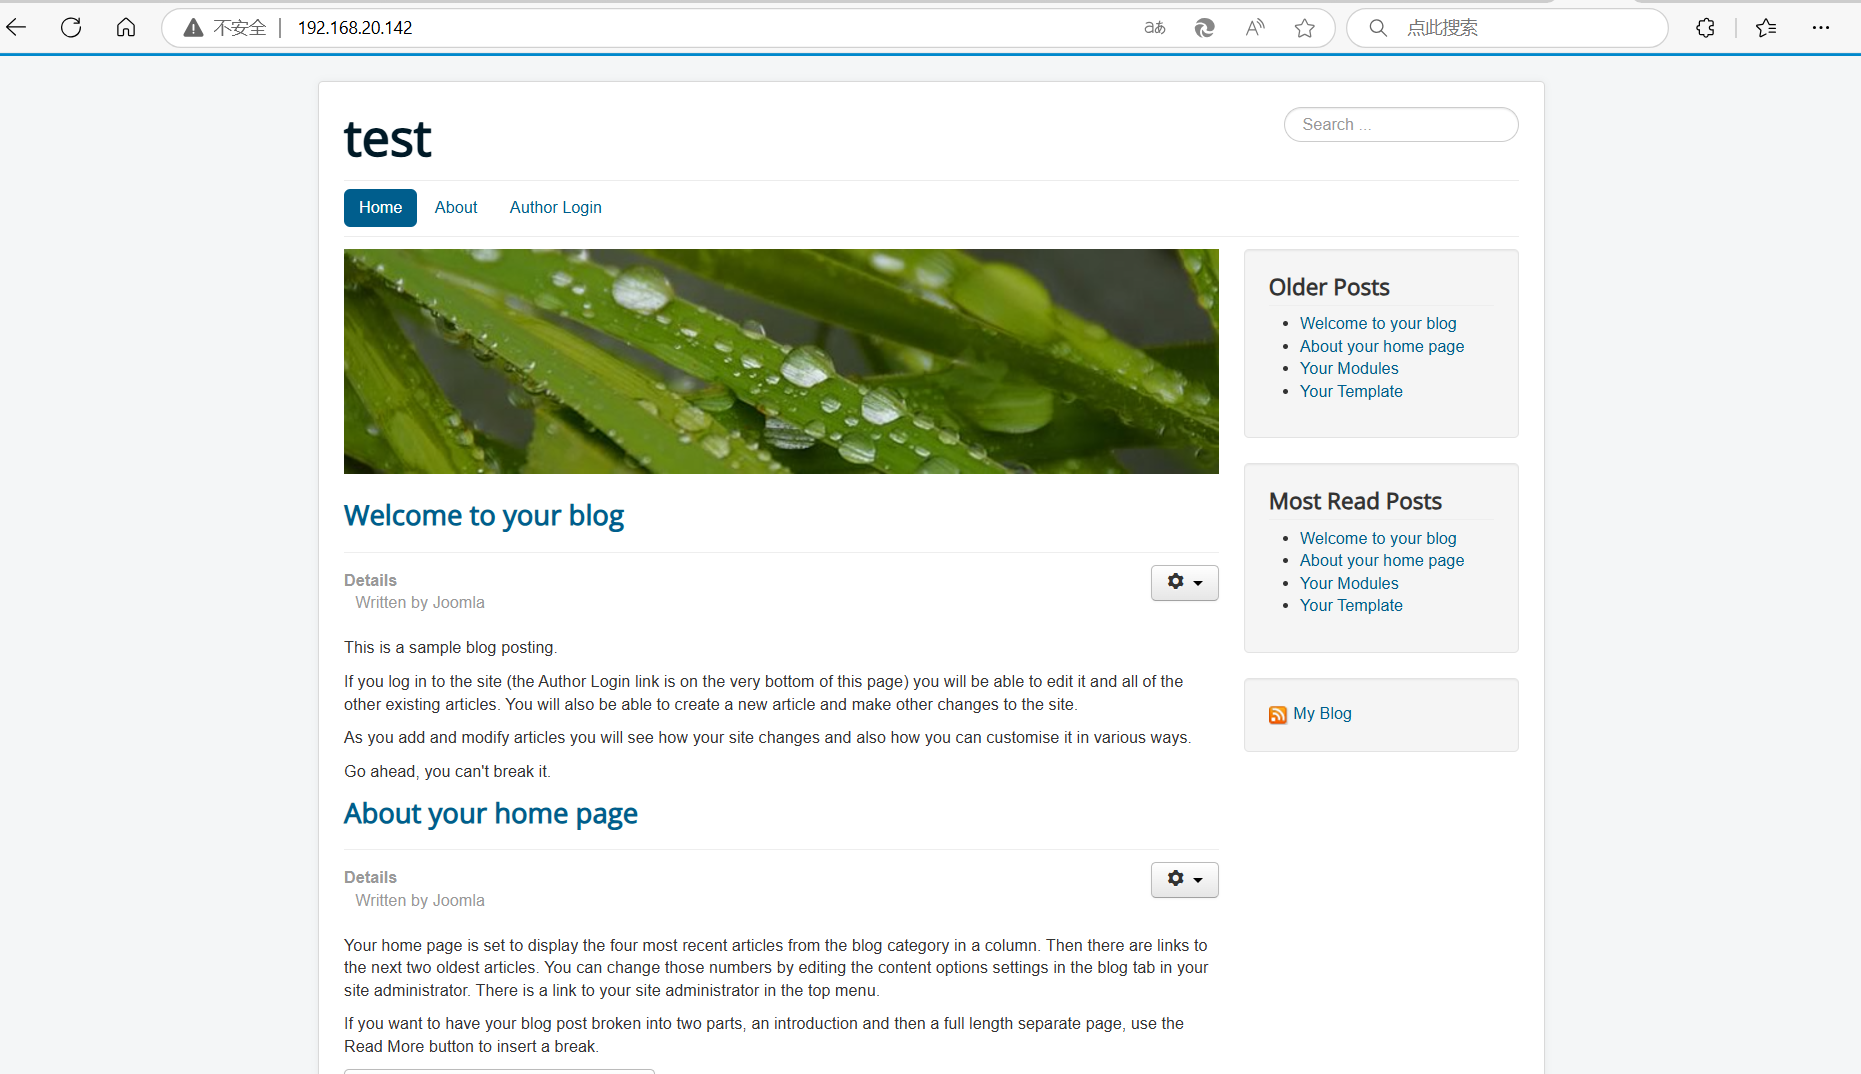 不安全 192.168.20.142 点此搜索
test
Search ...
Home About Author Login
Welcome to your blog
Details
Written by Joomla
This is a sample blog posting.
If you log in to the site (the Author Login link is on the very bottom of this page) you will be able to edit it and all of the
other existing articles. You will also be able to create a new article and make other changes to the site.
As you add and modify articles you will see how your site changes and also how you can customise it in various ways.
Go ahead, you can't break it.
About your home page
Details
Written by Joomla
Your home page is set to display the four most recent articles from the blog category in a column. Then there are links to
the next two oldest articles. You can change those numbers by editing the content options settings in the blog tab in your
site administrator. There is a link to your site administrator in the top menu.
If you want to have your blog post broken into two parts, an introduction and then a full length separate page, use the
Read More button to insert a break.
Older Posts
Welcome to your blog
About your home page
Your Modules
Your Template
Most Read Posts
Welcome to your blog
About your home page
Your Modules
Your Template
My Blog